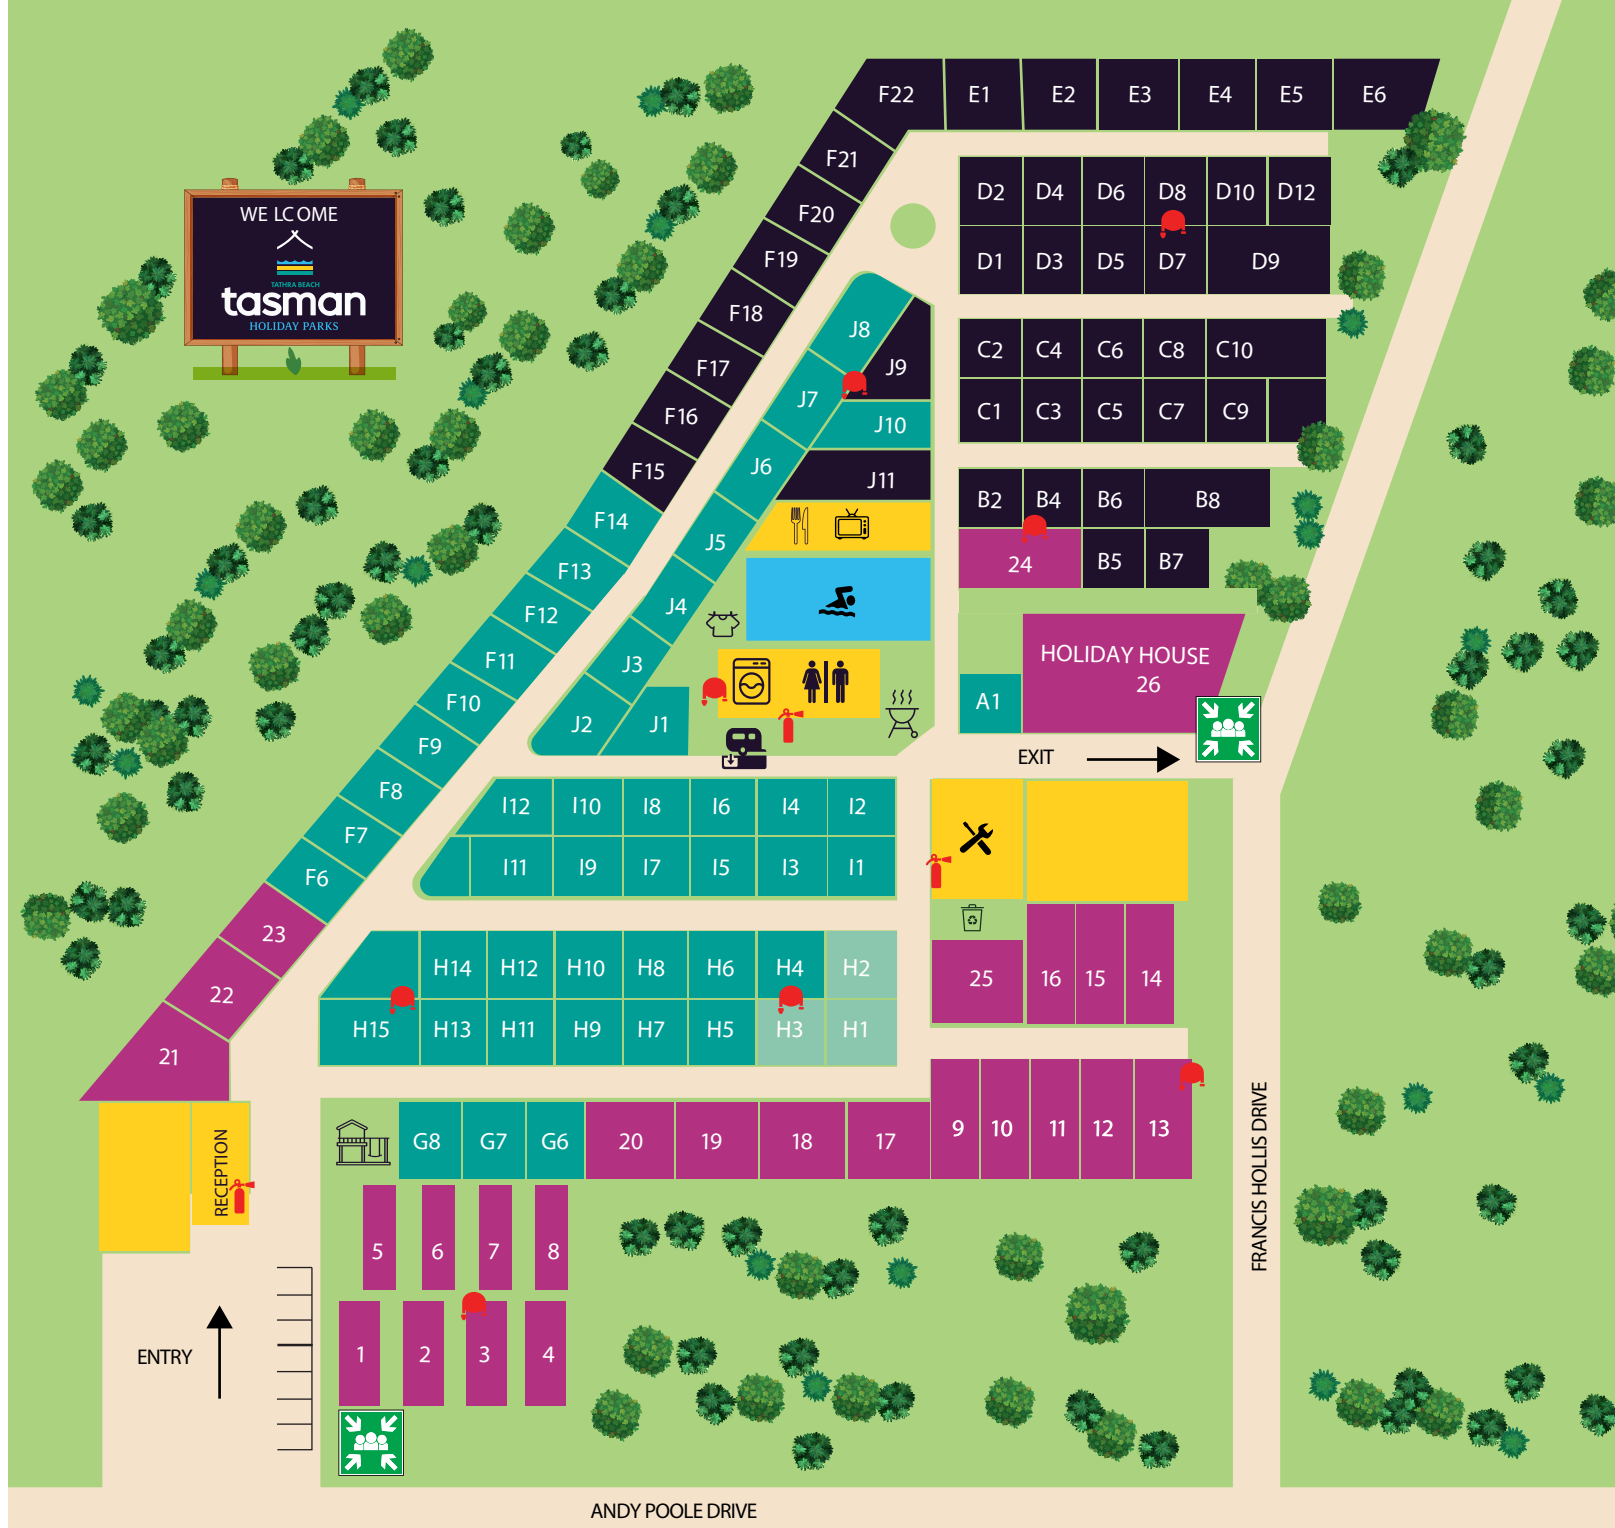 WELCOME
TATHRA BEACH
tasman
HOLIDAY PARKS
F22 E1 E2 E3 E4 E5 E6
F21
F20
F19
F18
F17
F16
F15
F14
F13
F12
F11
F10
F9
F8
F7
F6
23
22
21
D2 D4 D6 D8 D10 D12
D1 D3 D5 D7 D9
C2 C4 C6 C8 C10
C1 C3 C5 C7 C9
B2 B4 B6 B8
24 B5 B7
HOLIDAY HOUSE
26
A1
EXIT
J8
J9
J7
J10
J6
J11
J5
J4
J3
J2
J1
I12 I10 I8 I6 I4 I2
I11 I9 I7 I5 I3 I1
H14 H12 H10 H8 H6 H4 H2
H15 H13 H11 H9 H7 H5 H3 H1
25 16 15 14
9 10 11 12 13
G8 G7 G6 20 19 18 17
RECEPTION
5 6 7 8
1 2 3 4
ENTRY
FRANCIS HOLLIS DRIVE
ANDY POOLE DRIVE